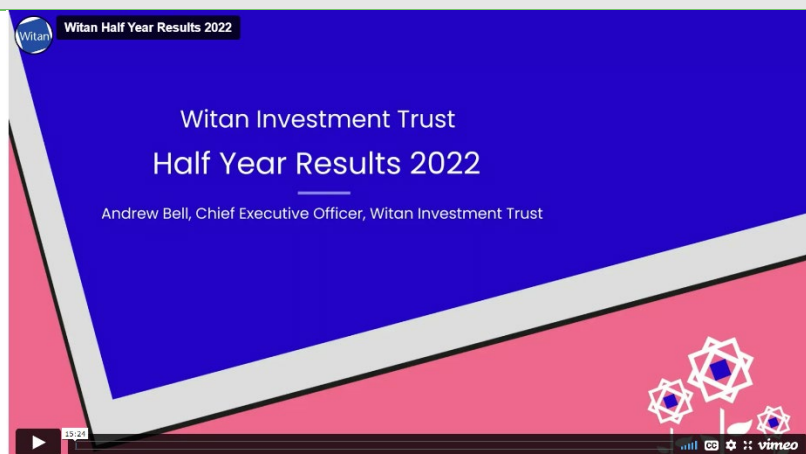 Witan
Witan Half Year Results 2022
Witan Investment Trust
Half Year Results 2022
Andrew Bell, Chief Executive Officer, Witan Investment Trust
15:24
CC
vimeo